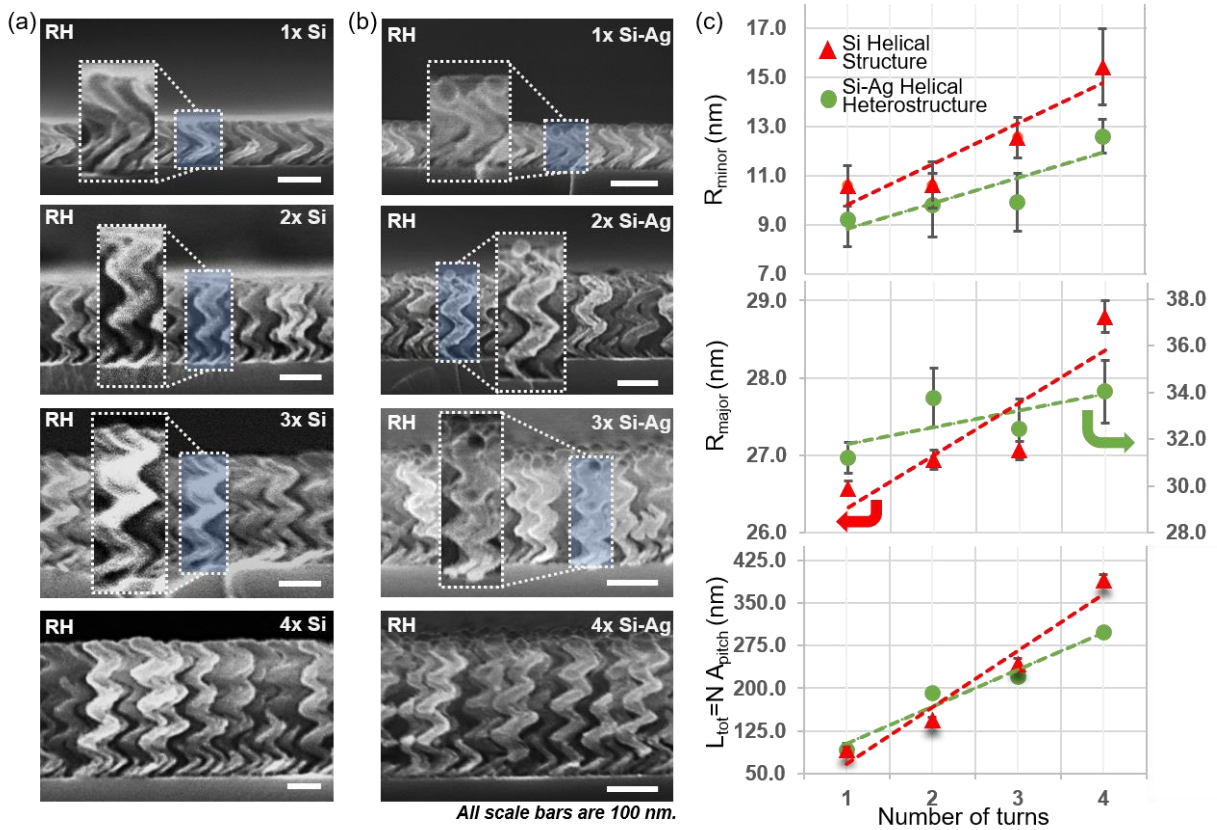 (a)
RH
1x Si
RH
2x Si
RH
3x Si
RH
4x Si
(b)
RH
1x Si-Ag
RH
2x Si-Ag
RH
3x Si-Ag
RH
4x Si-Ag
All scale bars are 100 nm.
(c)
17.0
15.0
13.0
11.0
9.0
7.0
R_minor (nm)
Si Helical
Structure
Si-Ag Helical
Heterostructure
29.0
28.0
27.0
26.0
R_major (nm)
38.0
36.0
34.0
32.0
30.0
28.0
425.0
350.0
275.0
200.0
125.0
50.0
L_tot=N A_pitch (nm)
1 2 3 4
Number of turns